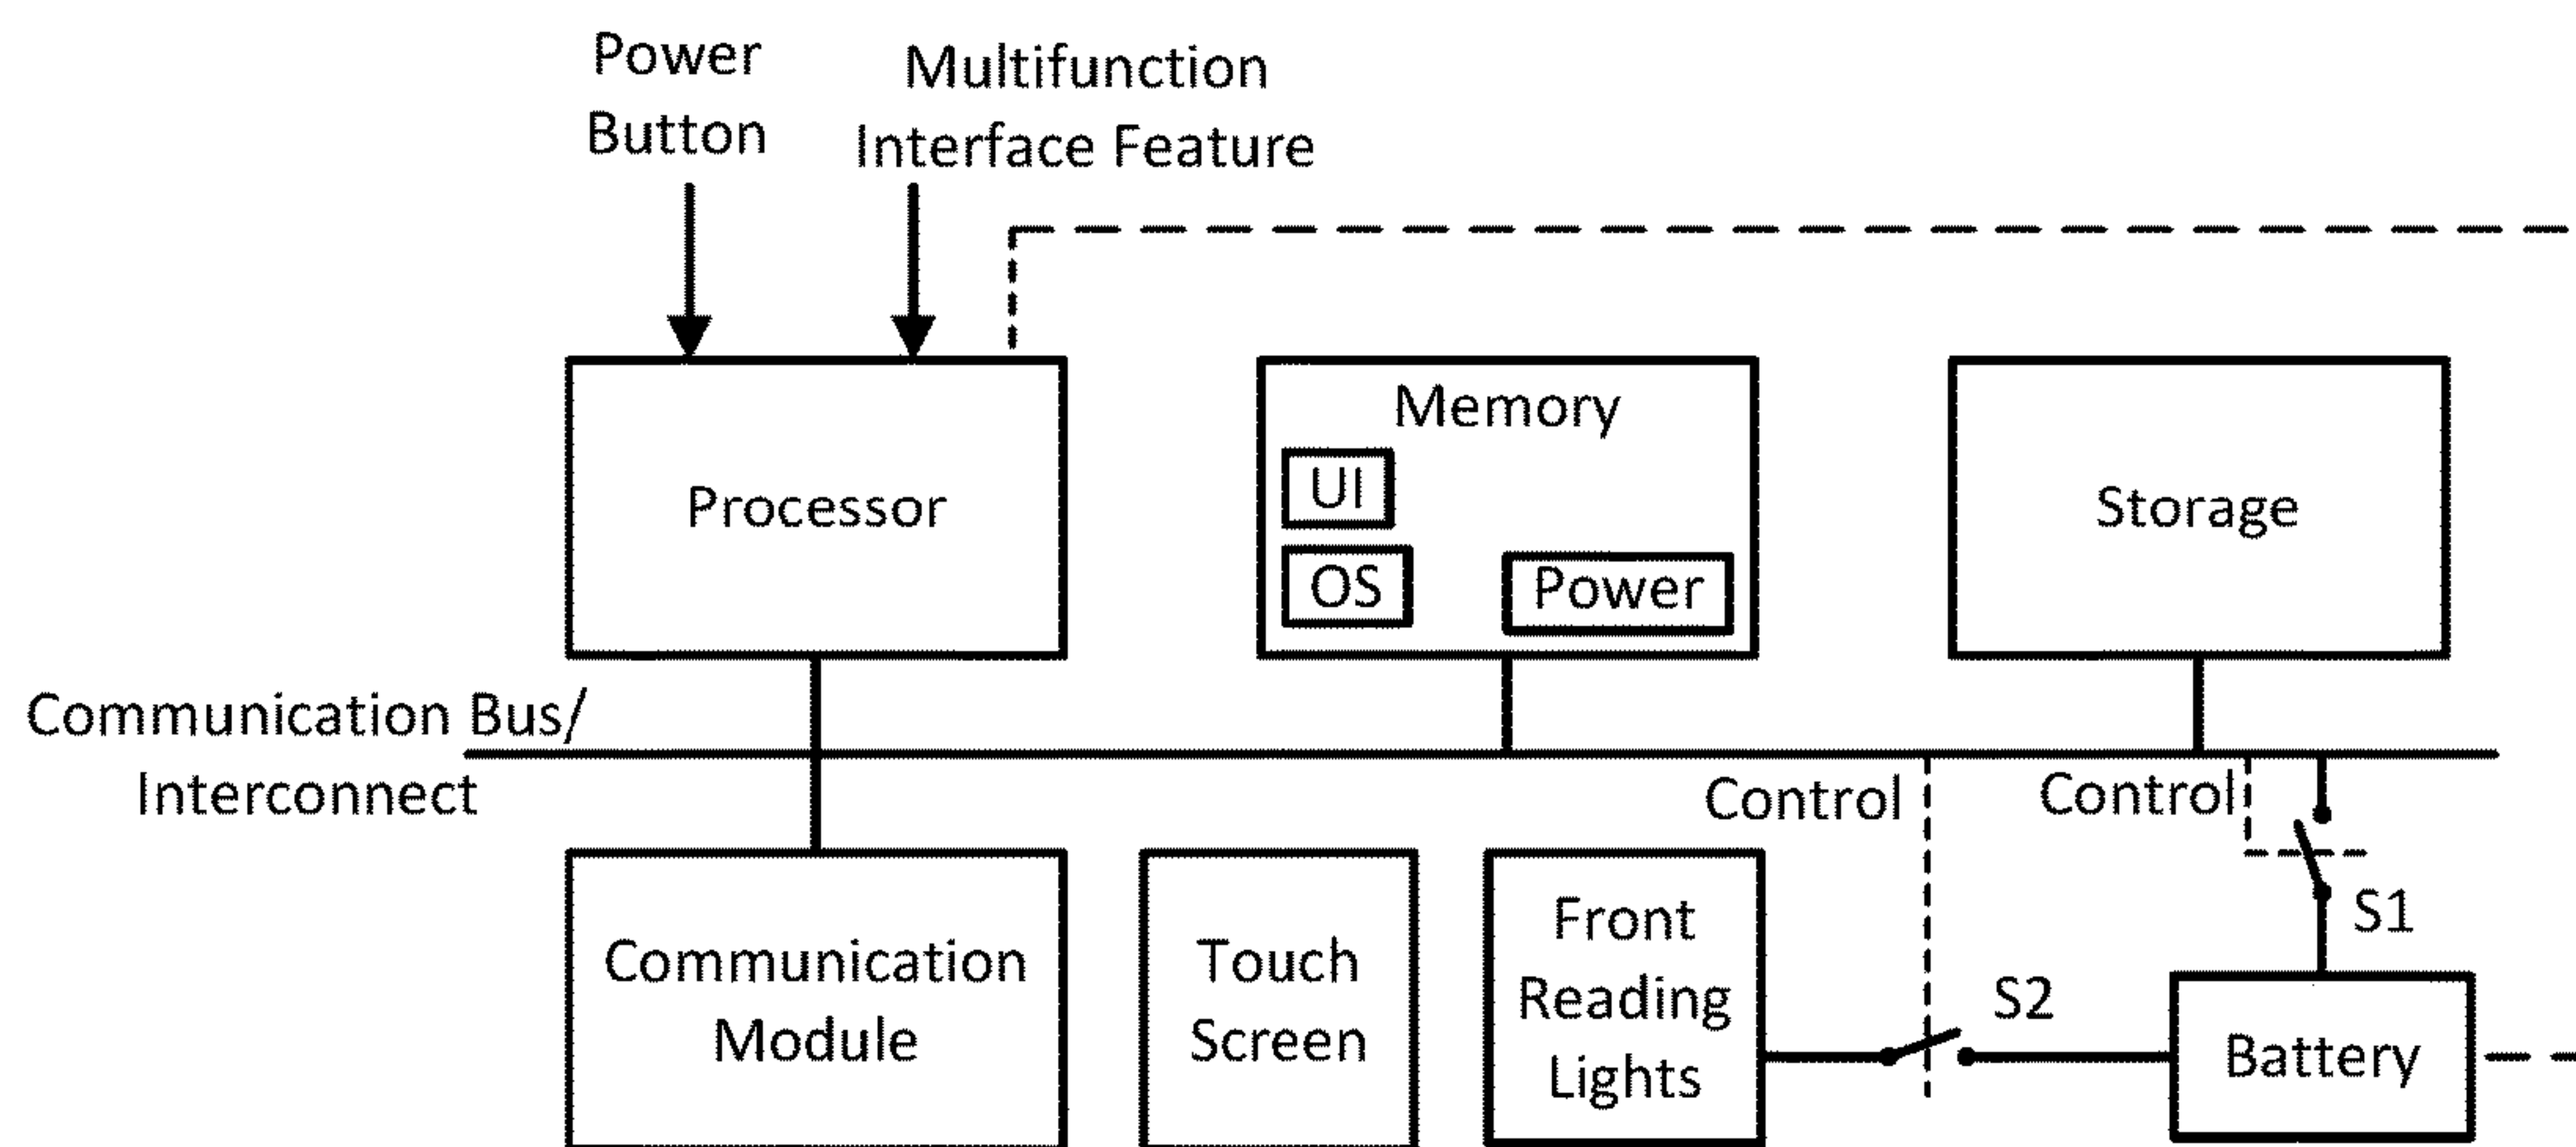 Power
Button
Multifunction
Interface Feature
Processor
Memory
UI
OS
Power
Storage
Communication Bus/
Interconnect
Control
Control
S1
Communication
Module
Touch
Screen
Front
Reading
Lights
S2
Battery